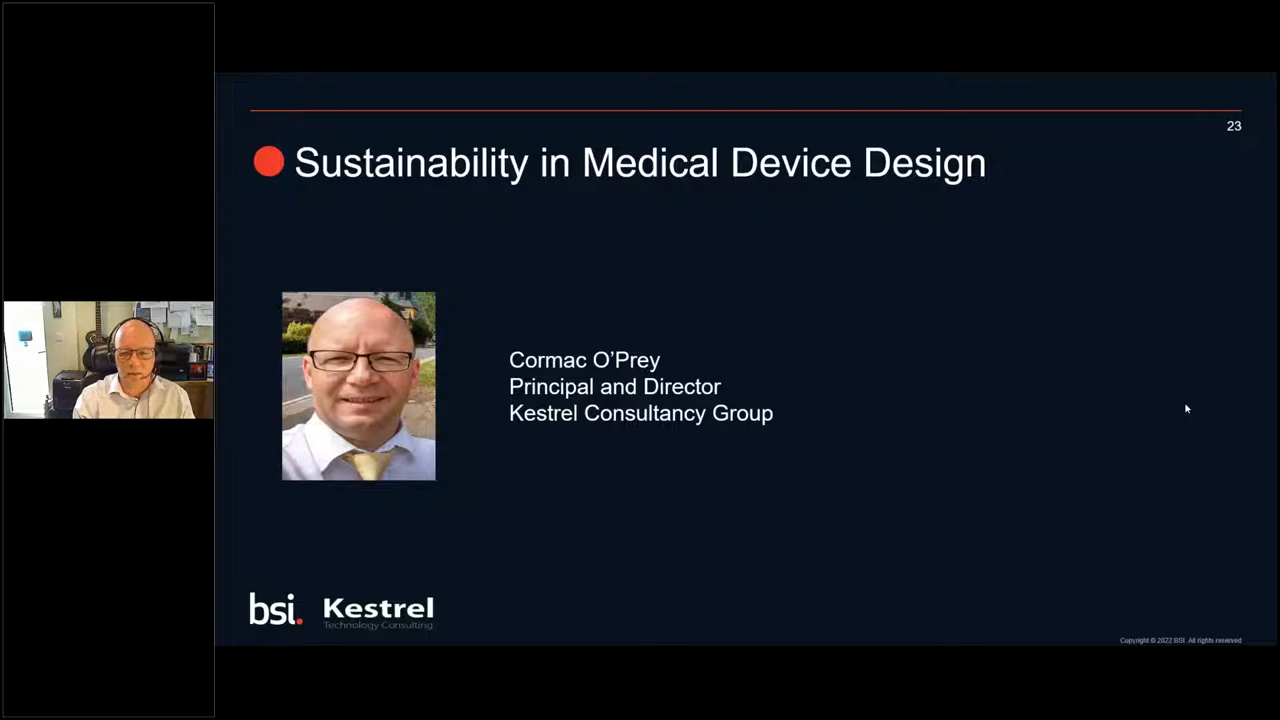 23
Sustainability in Medical Device Design
Cormac O’Prey
Principal and Director
Kestrel Consultancy Group
bsi.
Kestrel
Technology Consulting
Copyright © 2022 BSI. All rights reserved